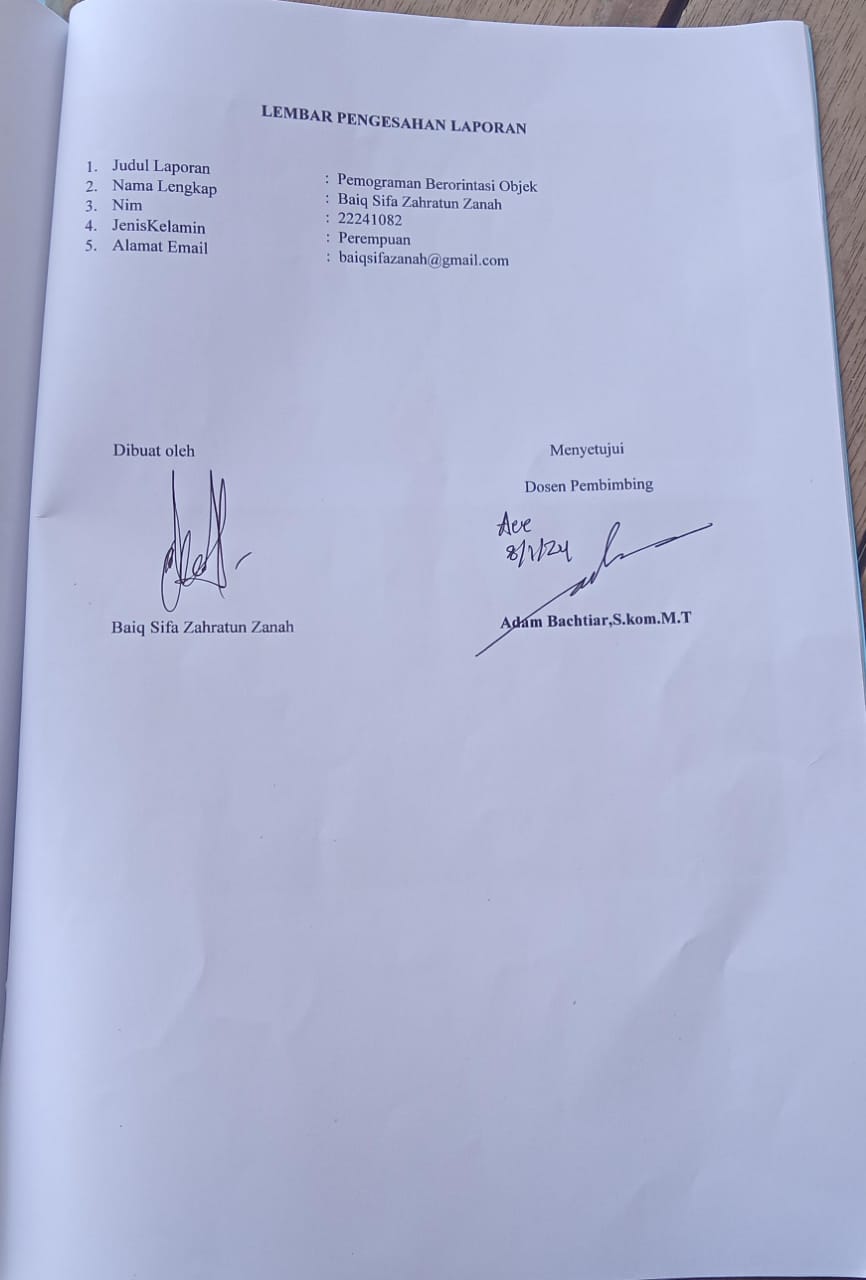 LEMBAR PENGESAHAN LAPORAN
1. Judul Laporan : Pemograman Berorintasi Objek
2. Nama Lengkap : Baiq Sifa Zahratun Zanah
3. Nim : 22241082
4. JenisKelamin : Perempuan
5. Alamat Email : baiqsifazanah@gmail.com
Dibuat oleh Menyetujui
Dosen Pembimbing
8/1/24
Baiq Sifa Zahratun Zanah Adam Bachtiar,S.kom.M.T